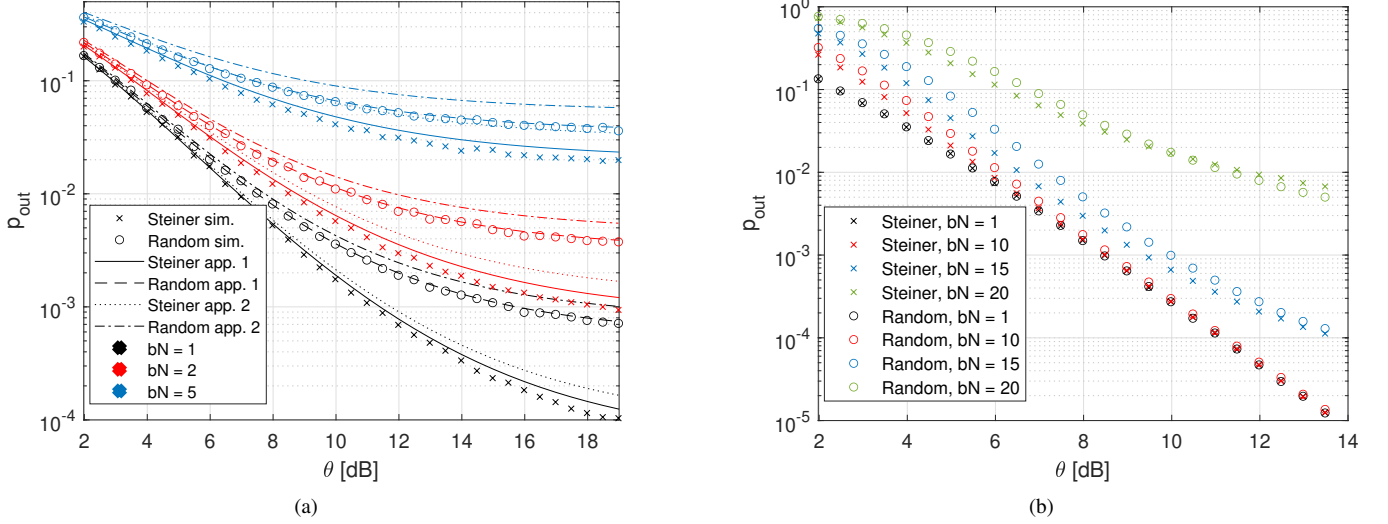 10^-1
10^-2
10^-3
10^-4
p_out
2 4 6 8 10 12 14 16 18
θ [dB]
Steiner sim.
Random sim.
Steiner app. 1
Random app. 1
Steiner app. 2
Random app. 2
bN = 1
bN = 2
bN = 5
(a)
10^0
10^-1
10^-2
10^-3
10^-4
10^-5
p_out
2 4 6 8 10 12 14
θ [dB]
Steiner, bN = 1
Steiner, bN = 10
Steiner, bN = 15
Steiner, bN = 20
Random, bN = 1
Random, bN = 10
Random, bN = 15
Random, bN = 20
(b)